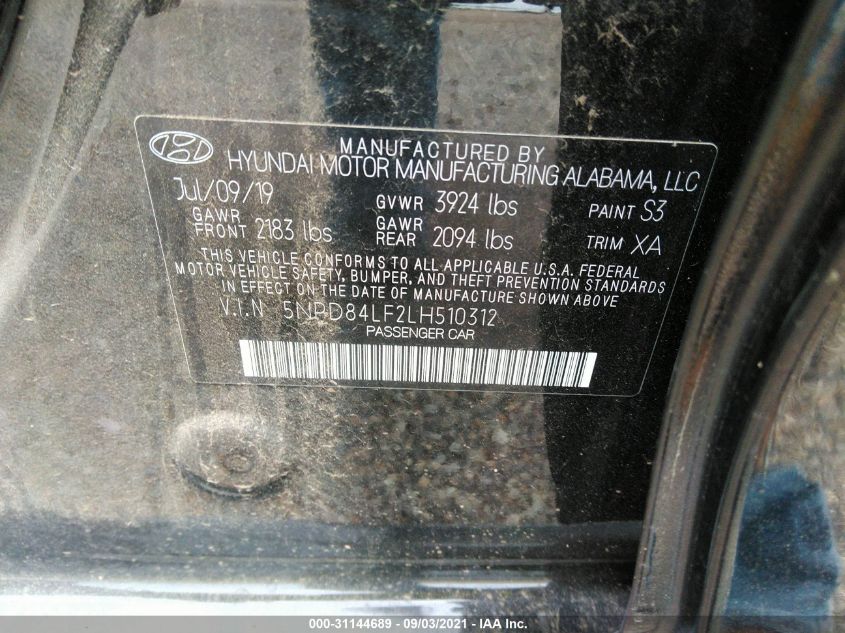 MANUFACTURED BY
HYUNDAI MOTOR MANUFACTURING ALABAMA, LLC
Jul/09/19 GVWR 3924 lbs PAINT S3
GAWR FRONT 2183 lbs GAWR REAR 2094 lbs TRIM XA
THIS VEHICLE CONFORMS TO ALL APPLICABLE U.S.A. FEDERAL
MOTOR VEHICLE SAFETY, BUMPER, AND THEFT PREVENTION STANDARDS
IN EFFECT ON THE DATE OF MANUFACTURE SHOWN ABOVE
V.I.N 5NPD84LF2LH510312
PASSENGER CAR
000-31144689 - 09/03/2021 - IAA Inc.